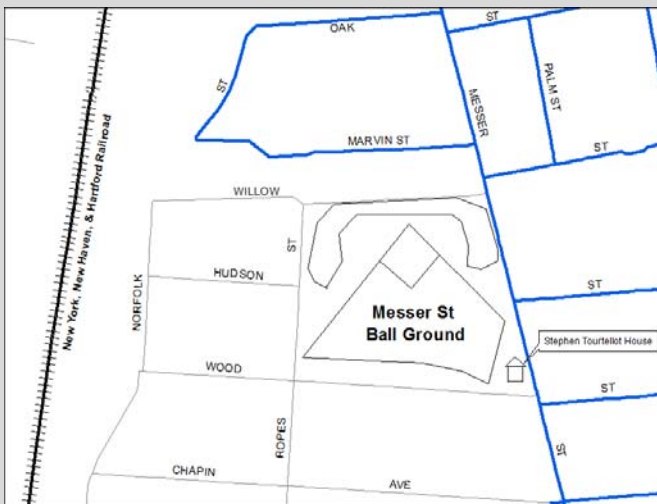 OAK
ST
ST
PALM ST
MESSER
ST
MARVIN ST
ST
New York, New Haven, & Hartford Railroad
WILLOW
ST
HUDSON
NORFOLK
Messer St
Ball Ground
ST
Stephen Tourtellot House
WOOD
ST
ROPES
ST
CHAPIN
AVE